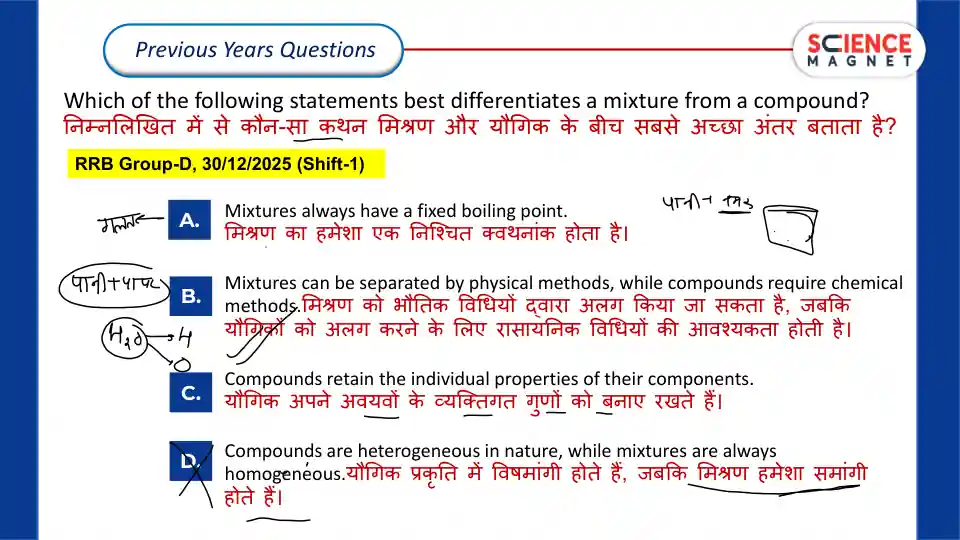 Previous Years Questions
SCIENCE
MAGNET
Which of the following statements best differentiates a mixture from a compound?
निम्नलिखित में से कौन-सा कथन मिश्रण और यौगिक के बीच सबसे अच्छा अंतर बताता है?
RRB Group-D, 30/12/2025 (Shift-1)
गलत
A.
Mixtures always have a fixed boiling point.
मिश्रण का हमेशा एक निश्चित क्वथनांक होता है।
पानी+
पानी+
B.
Mixtures can be separated by physical methods, while compounds require chemical
methods.मिश्रण को भौतिक विधियों द्वारा अलग किया जा सकता है, जबकि
यौगिकों को अलग करने के लिए रासायनिक विधियों की आवश्यकता होती है।
H₂O
H
O
C.
Compounds retain the individual properties of their components.
यौगिक अपने अवयवों के व्यक्तिगत गुणों को बनाए रखते हैं।
D.
Compounds are heterogeneous in nature, while mixtures are always
homogeneous.यौगिक प्रकृति में विषमांगी होते हैं, जबकि मिश्रण हमेशा समांगी
होते हैं।